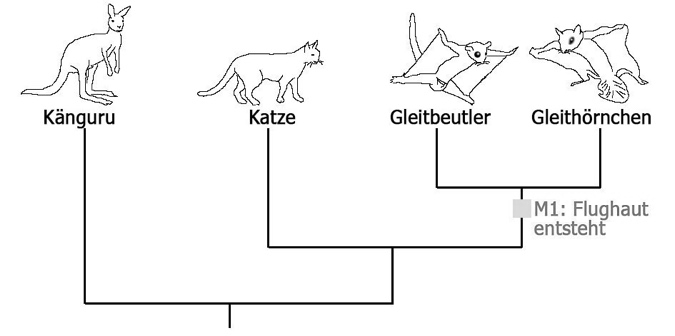 Känguru Katze Gleitbeutler Gleithörnchen
M1: Flughaut
entsteht